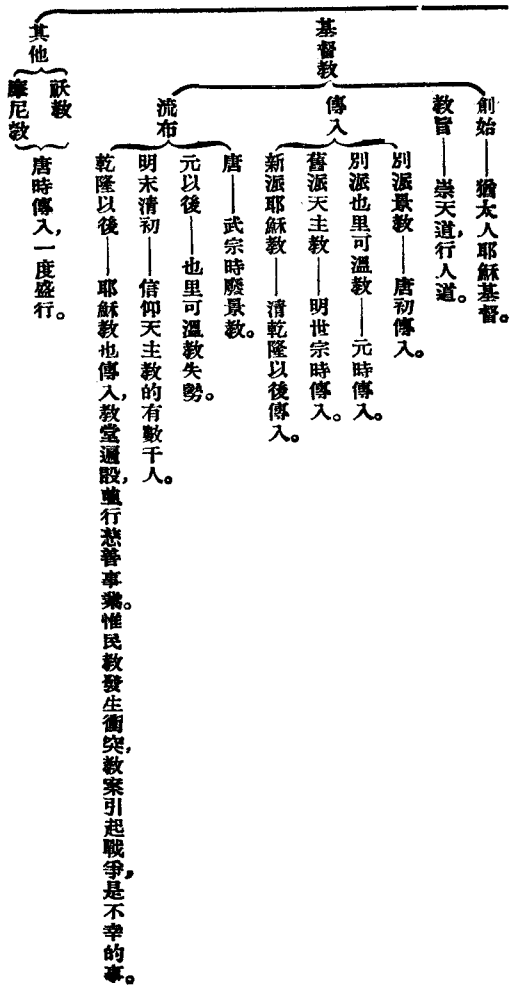 基督教
創始——猶太人耶穌基督。
教旨——崇天道,行人道。
傳入
別派景教——唐初傳入。
別派也里可溫教——元時傳入。
舊派天主教——明世宗時傳入。
新派耶穌教——清乾隆以後傳入。
流布
唐——武宗時廢景教。
元以後——也里可溫教失勢。
明末清初——信仰天主教的有數千人。
乾隆以後——耶穌教也傳入,教堂遍設,並行慈善事業。惟民教發生衝突,教案引起戰爭,是不幸的事。
其他
祆教
摩尼教
唐時傳入,一度盛行。